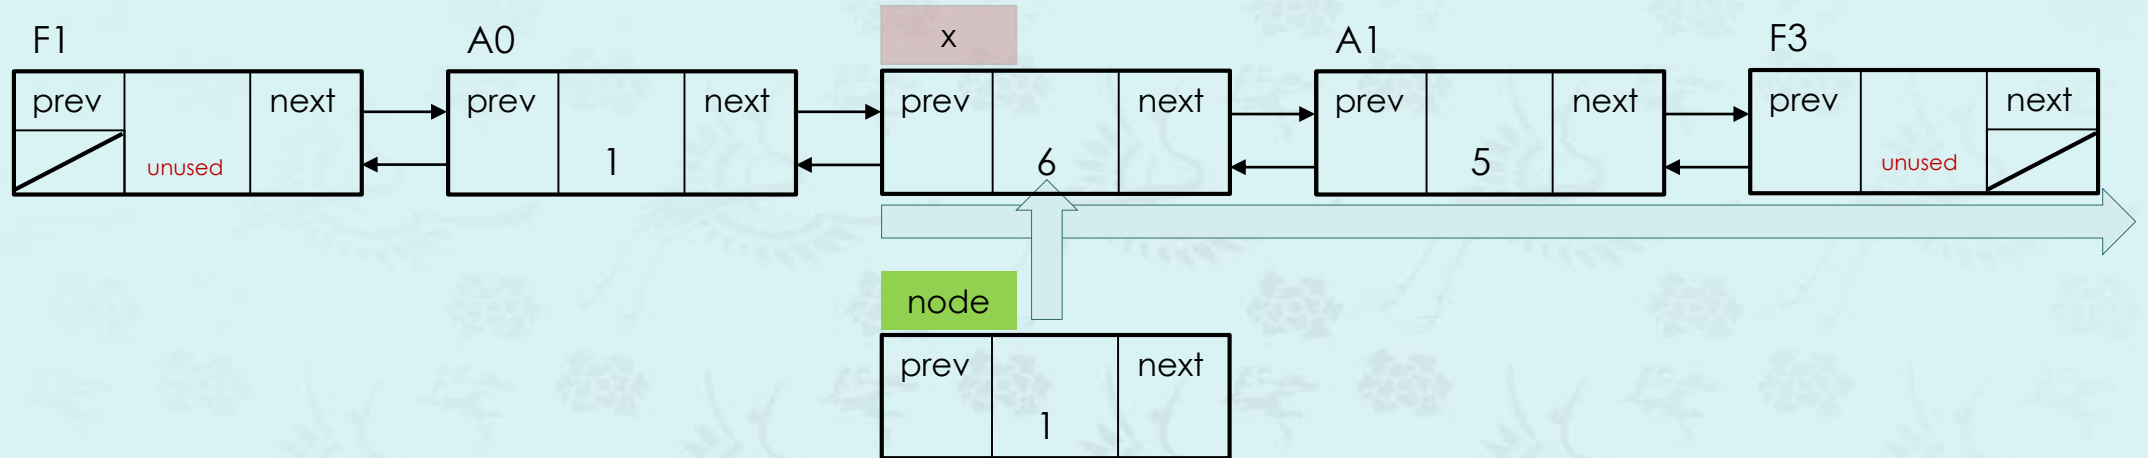 F1
A0
x
A1
F3
prev next
unused
prev next
1
prev next
6
prev next
5
prev next
unused
node
prev next
1